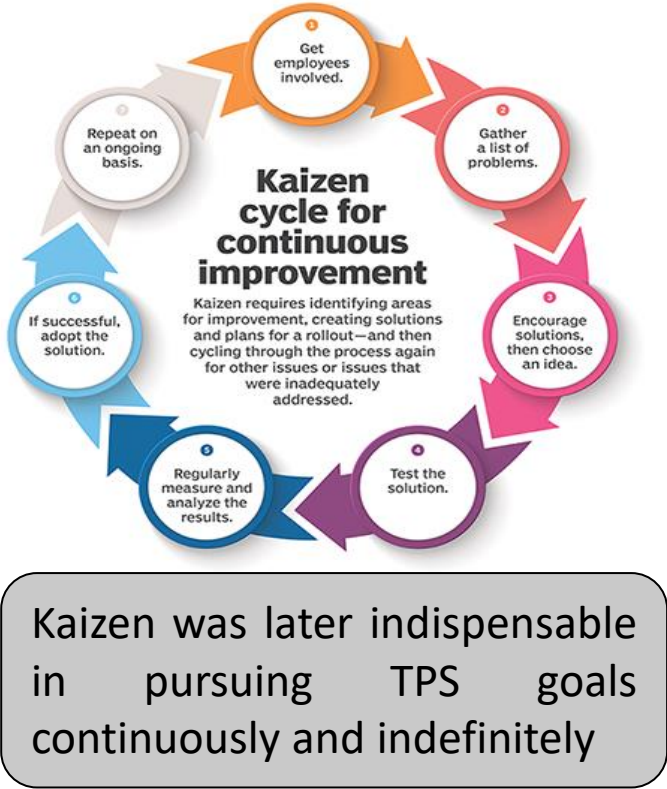 1
Get
employees
involved.
2
Gather
a list of
problems.
3
Encourage
solutions,
then choose
an idea.
4
Test the
solution.
5
Regularly
measure and
analyze the
results.
6
If successful,
adopt the
solution.
7
Repeat on
an ongoing
basis.
Kaizen
cycle for
continuous
improvement
Kaizen requires identifying areas
for improvement, creating solutions
and plans for a rollout—and then
cycling through the process again
for other issues or issues that
were inadequately
addressed.
Kaizen was later indispensable
in pursuing TPS goals
continuously and indefinitely